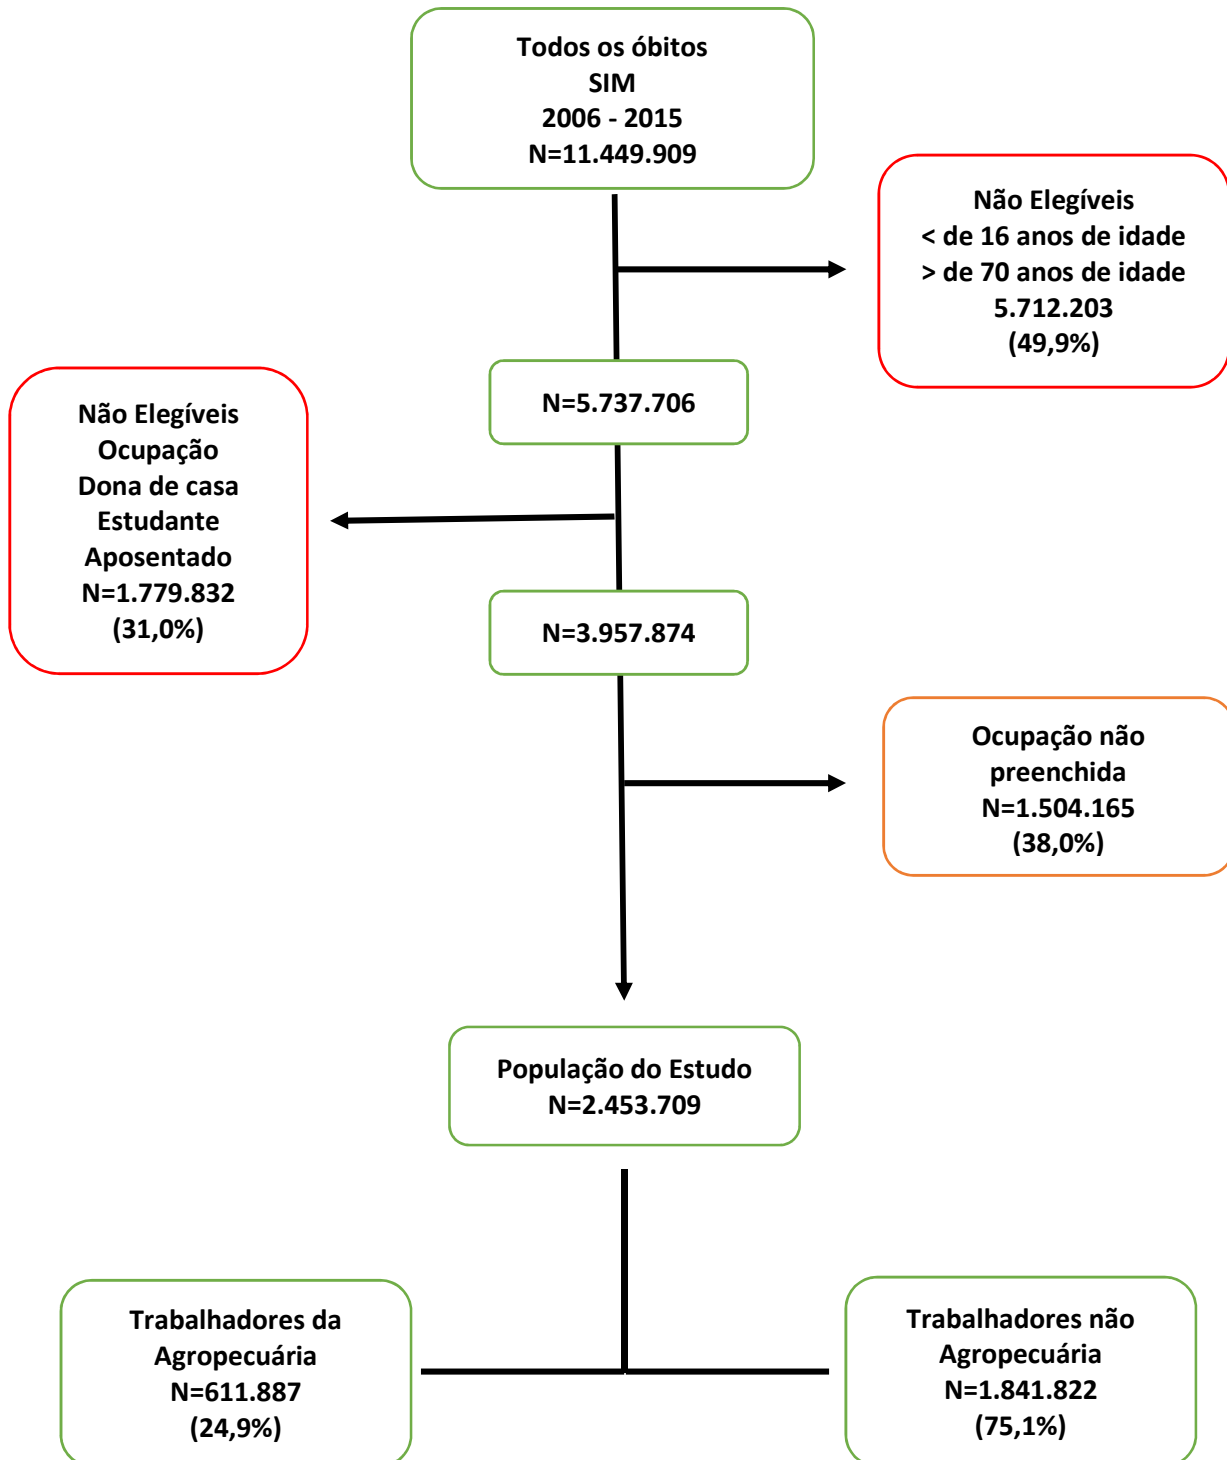 Todos os óbitos
SIM
2006 - 2015
N=11.449.909
Não Elegíveis
< de 16 anos de idade
> de 70 anos de idade
5.712.203
(49,9%)
N=5.737.706
Não Elegíveis
Ocupação
Dona de casa
Estudante
Aposentado
N=1.779.832
(31,0%)
N=3.957.874
Ocupação não
preenchida
N=1.504.165
(38,0%)
População do Estudo
N=2.453.709
Trabalhadores da
Agropecuária
N=611.887
(24,9%)
Trabalhadores não
Agropecuária
N=1.841.822
(75,1%)